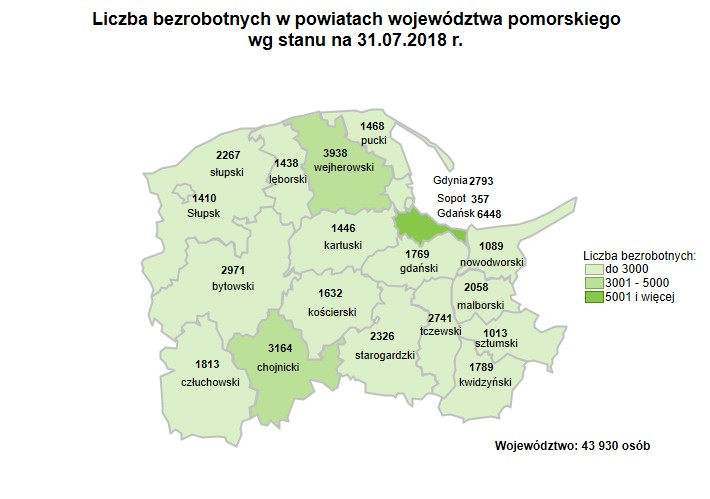 Liczba bezrobotnych w powiatach województwa pomorskiego
wg stanu na 31.07.2018 r.
1468
pucki
3938
wejherowski
2267
słupski
1438
lęborski
Gdynia 2793
Sopot 357
Gdańsk 6448
1410
Słupsk
1446
kartuski
1769
gdański
1089
nowodworski
Liczba bezrobotnych:
do 3000
3001 - 5000
5001 i więcej
2971
bytowski
2058
malborski
1632
kościerski
2741
tczewski
2326
starogardzki
1013
sztumski
3164
chojnicki
1813
człuchowski
1789
kwidzyński
Województwo: 43 930 osób